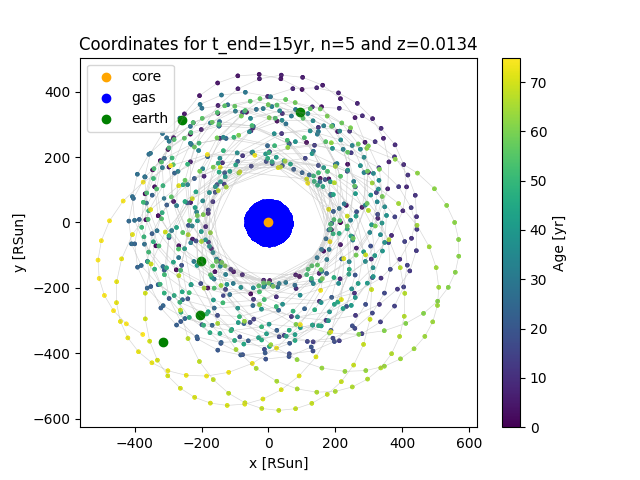 Coordinates for t_end=15yr, n=5 and z=0.0134
core
gas
earth
400
200
0
−200
−400
−600
y [RSun]
−400
−200
0
200
400
600
x [RSun]
70
60
50
40
30
20
10
0
Age [yr]